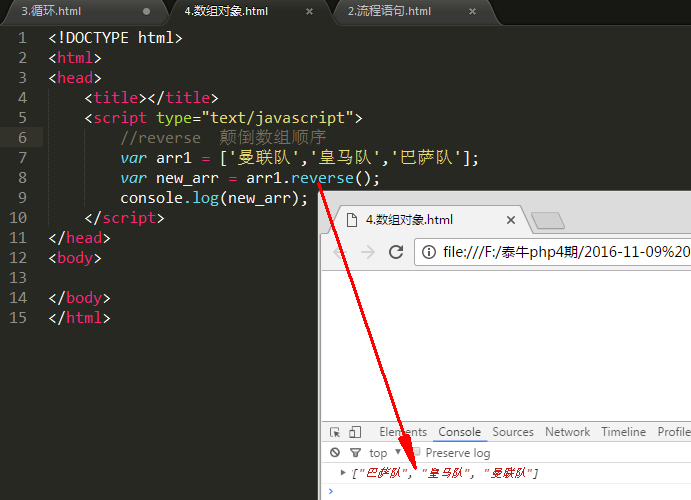 3.循环.html
4.数组对象.html
2.流程语句.html
1 <!DOCTYPE html>
2 <html>
3 <head>
4 <title></title>
5 <script type="text/javascript">
6 //reverse 颠倒数组顺序
7 var arr1 = ['曼联队','皇马队','巴萨队'];
8 var new_arr = arr1.reverse();
9 console.log(new_arr);
10 </script>
11 </head>
12 <body>
13
14 </body>
15 </html>
4.数组对象.html
file:///F:/泰牛php4期/2016-11-09%20
Elements Console Sources Network Timeline Profile
top Preserve log
["巴萨队", "皇马队", "曼联队"]